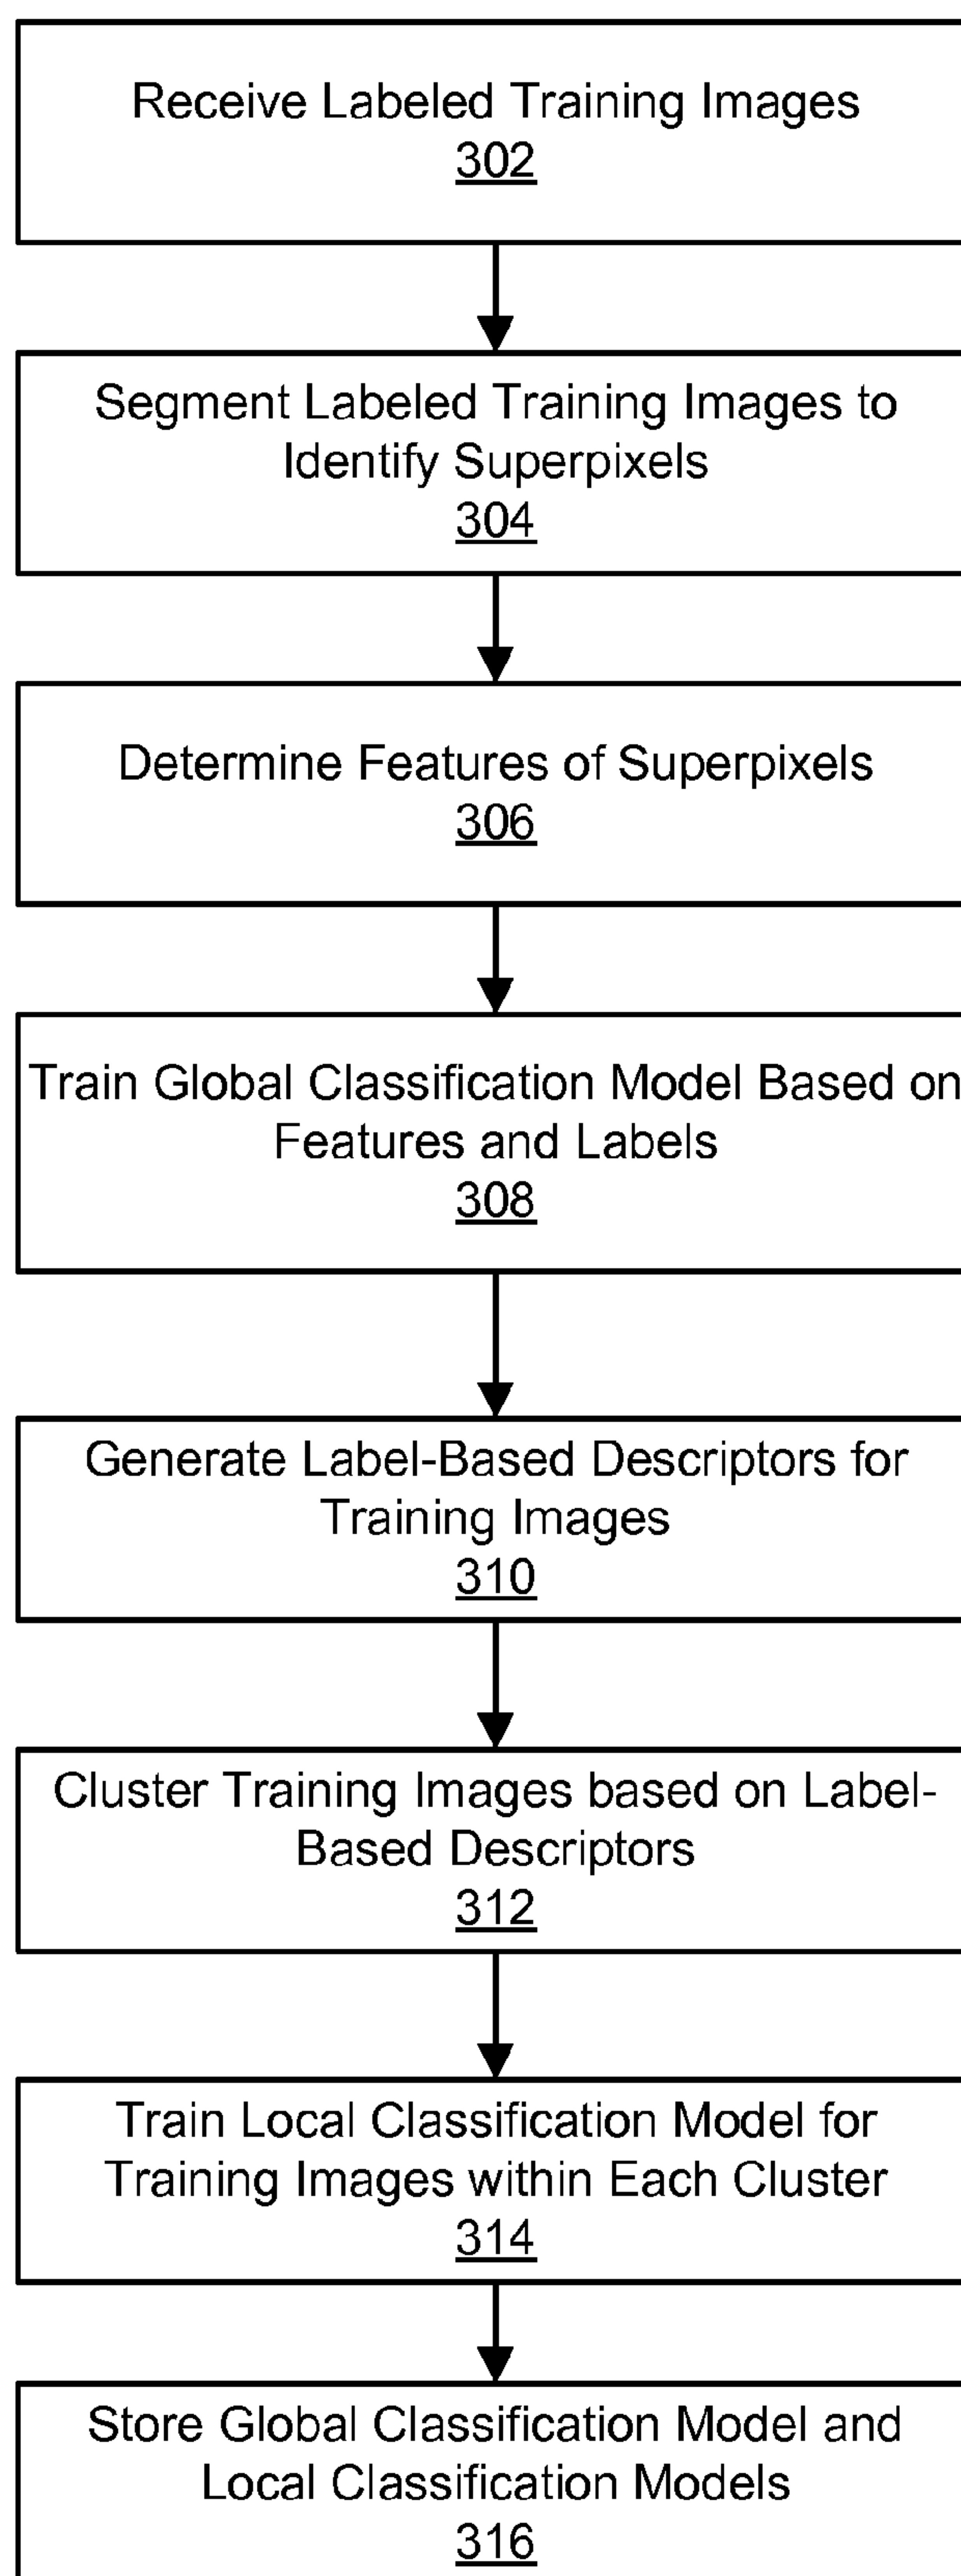 Receive Labeled Training Images
302
Segment Labeled Training Images to
Identify Superpixels
304
Determine Features of Superpixels
306
Train Global Classification Model Based on
Features and Labels
308
Generate Label-Based Descriptors for
Training Images
310
Cluster Training Images based on Label-
Based Descriptors
312
Train Local Classification Model for
Training Images within Each Cluster
314
Store Global Classification Model and
Local Classification Models
316